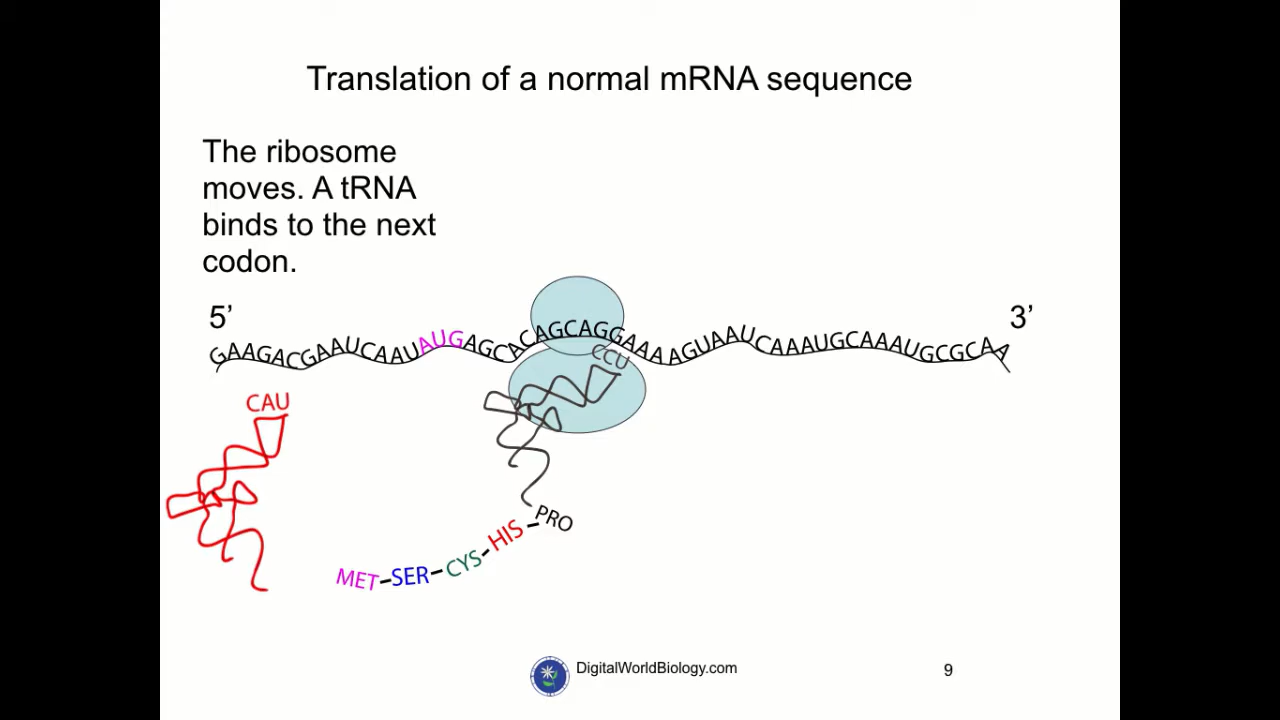 Translation of a normal mRNA sequence
The ribosome
moves. A tRNA
binds to the next
codon.
5’
3’
GAAGACGAAUCAAUAUGAGCACAGCAGGAAAAGUAAUCAAAUGCAAAUGCGCAA
CCU
CAU
MET-SER-CYS-HIS-PRO
DigitalWorldBiology.com
9